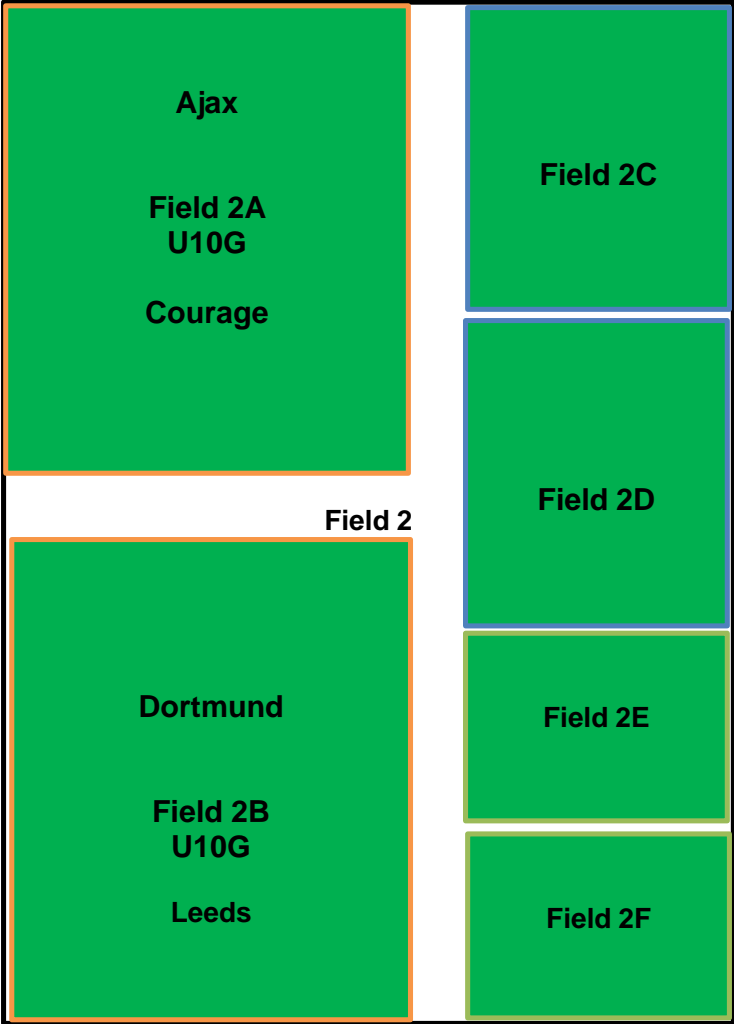 Ajax
Field 2A
U10G
Courage
Field 2C
Field 2D
Field 2
Dortmund
Field 2B
U10G
Leeds
Field 2E
Field 2F